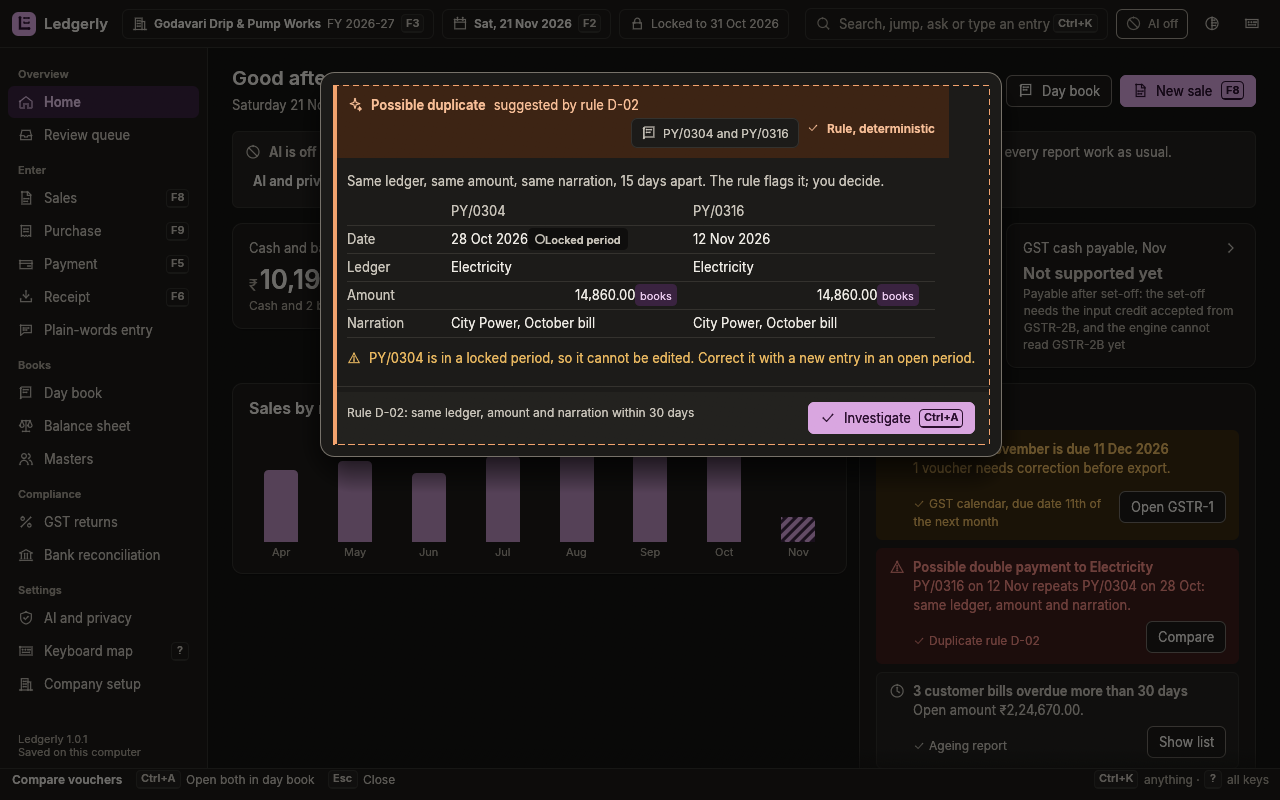 Ledgerly
Godavari Drip & Pump Works FY 2026-27 F3
Sat, 21 Nov 2026 F2
Locked to 31 Oct 2026
Search, jump, ask or type an entry Ctrl+K
AI off
Overview
Home
Review queue
Enter
Sales F8
Purchase F9
Payment F5
Receipt F6
Plain-words entry
Books
Day book
Balance sheet
Masters
Compliance
GST returns
Bank reconciliation
Settings
AI and privacy
Keyboard map ?
Company setup
Ledgerly 1.0.1
Saved on this computer
Good afte
Saturday 21 No
Day book
New sale F8
AI is off
every report work as usual.
AI and priv
Cash and ba
₹10,19
Cash and 2 b
GST cash payable, Nov
Not supported yet
Payable after set-off: the set-off
needs the input credit accepted from
GSTR-2B, and the engine cannot
read GSTR-2B yet
Possible duplicate suggested by rule D-02
PY/0304 and PY/0316
Rule, deterministic
Same ledger, same amount, same narration, 15 days apart. The rule flags it; you decide.
PY/0304 PY/0316
Date 28 Oct 2026 Locked period 12 Nov 2026
Ledger Electricity Electricity
Amount 14,860.00 books 14,860.00 books
Narration City Power, October bill City Power, October bill
PY/0304 is in a locked period, so it cannot be edited. Correct it with a new entry in an open period.
Rule D-02: same ledger, amount and narration within 30 days
Investigate Ctrl+A
Sales by
Apr May Jun Jul Aug Sep Oct Nov
vember is due 11 Dec 2026
1 voucher needs correction before export.
GST calendar, due date 11th of
the next month
Open GSTR-1
Possible double payment to Electricity
PY/0316 on 12 Nov repeats PY/0304 on 28 Oct:
same ledger, amount and narration.
Duplicate rule D-02
Compare
3 customer bills overdue more than 30 days
Open amount ₹2,24,670.00.
Ageing report
Show list
Compare vouchers Ctrl+A Open both in day book Esc Close
Ctrl+K anything · ? all keys